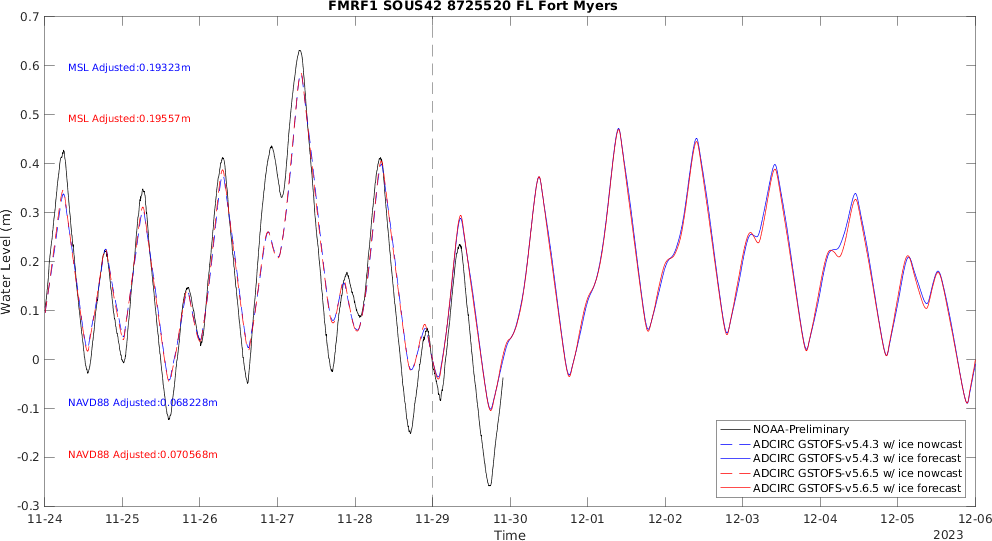 FMRF1 SOUS42 8725520 FL Fort Myers
0.7
0.6
0.5
0.4
0.3
0.2
0.1
0
-0.1
-0.2
-0.3
Water Level (m)
MSL Adjusted:0.19323m
MSL Adjusted:0.19557m
NAVD88 Adjusted:0.068228m
NAVD88 Adjusted:0.070568m
NOAA-Preliminary
ADCIRC GSTOFS-v5.4.3 w/ ice nowcast
ADCIRC GSTOFS-v5.4.3 w/ ice forecast
ADCIRC GSTOFS-v5.6.5 w/ ice nowcast
ADCIRC GSTOFS-v5.6.5 w/ ice forecast
11-24 11-25 11-26 11-27 11-28 11-29 11-30 12-01 12-02 12-03 12-04 12-05 12-06
Time
2023